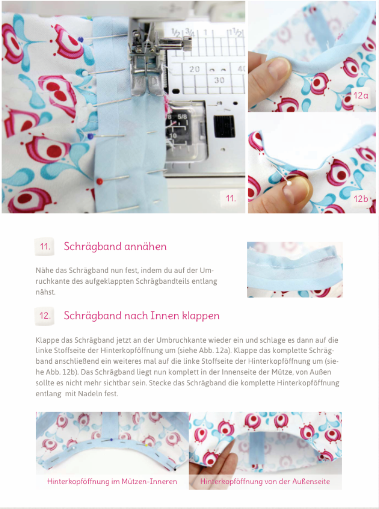 11.
12a
12b
11. Schrägband annähen
Nähe das Schrägband nun fest, indem du auf der Um-
bruchkante des aufgeklappten Schrägbandteils entlang
nähst.
12. Schrägband nach Innen klappen
Klappe das Schrägband jetzt an der Umbruchkante wieder ein und schlage es dann auf die
linke Stoffseite der Hinterkopföffnung um (siehe Abb. 12a). Klappe das komplette Schräg-
band anschließend ein weiteres mal auf die linke Stoffseite der Hinterkopföffnung um (sie-
he Abb. 12b). Das Schrägband liegt nun komplett in der Innenseite der Mütze, von Außen
sollte es nicht mehr sichtbar sein. Stecke das Schrägband die komplette Hinterkopföffnung
entlang mit Nadeln fest.
Hinterkopföffnung im Mützen-Inneren
Hinterkopföffnung von der Außenseite